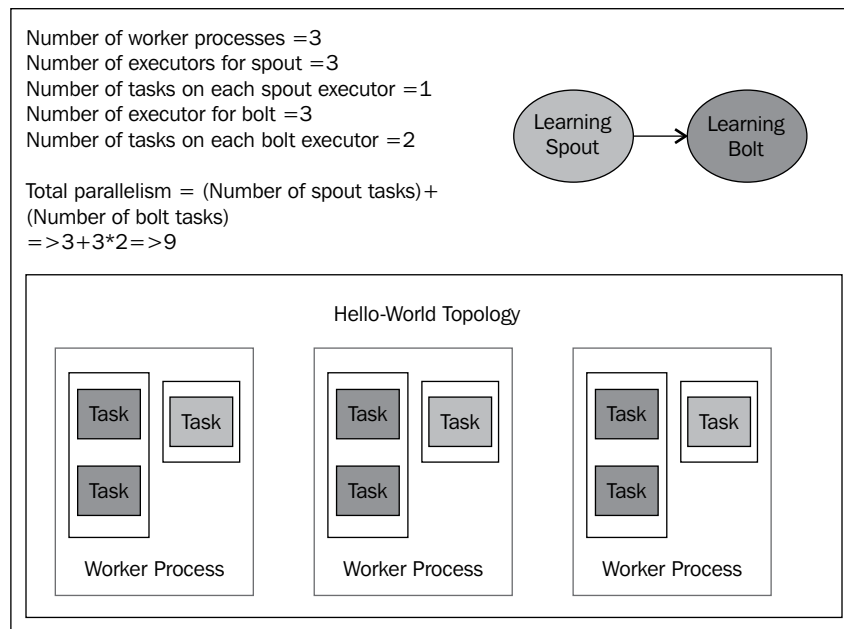 Number of worker processes =3
Number of executors for spout =3
Number of tasks on each spout executor =1
Number of executor for bolt =3
Number of tasks on each bolt executor =2
Total parallelism = (Number of spout tasks)+
(Number of bolt tasks)
=>3+3*2=>9
Learning
Spout
Learning
Bolt
Hello-World Topology
Task
Task
Task
Worker Process
Task
Task
Task
Worker Process
Task
Task
Task
Worker Process